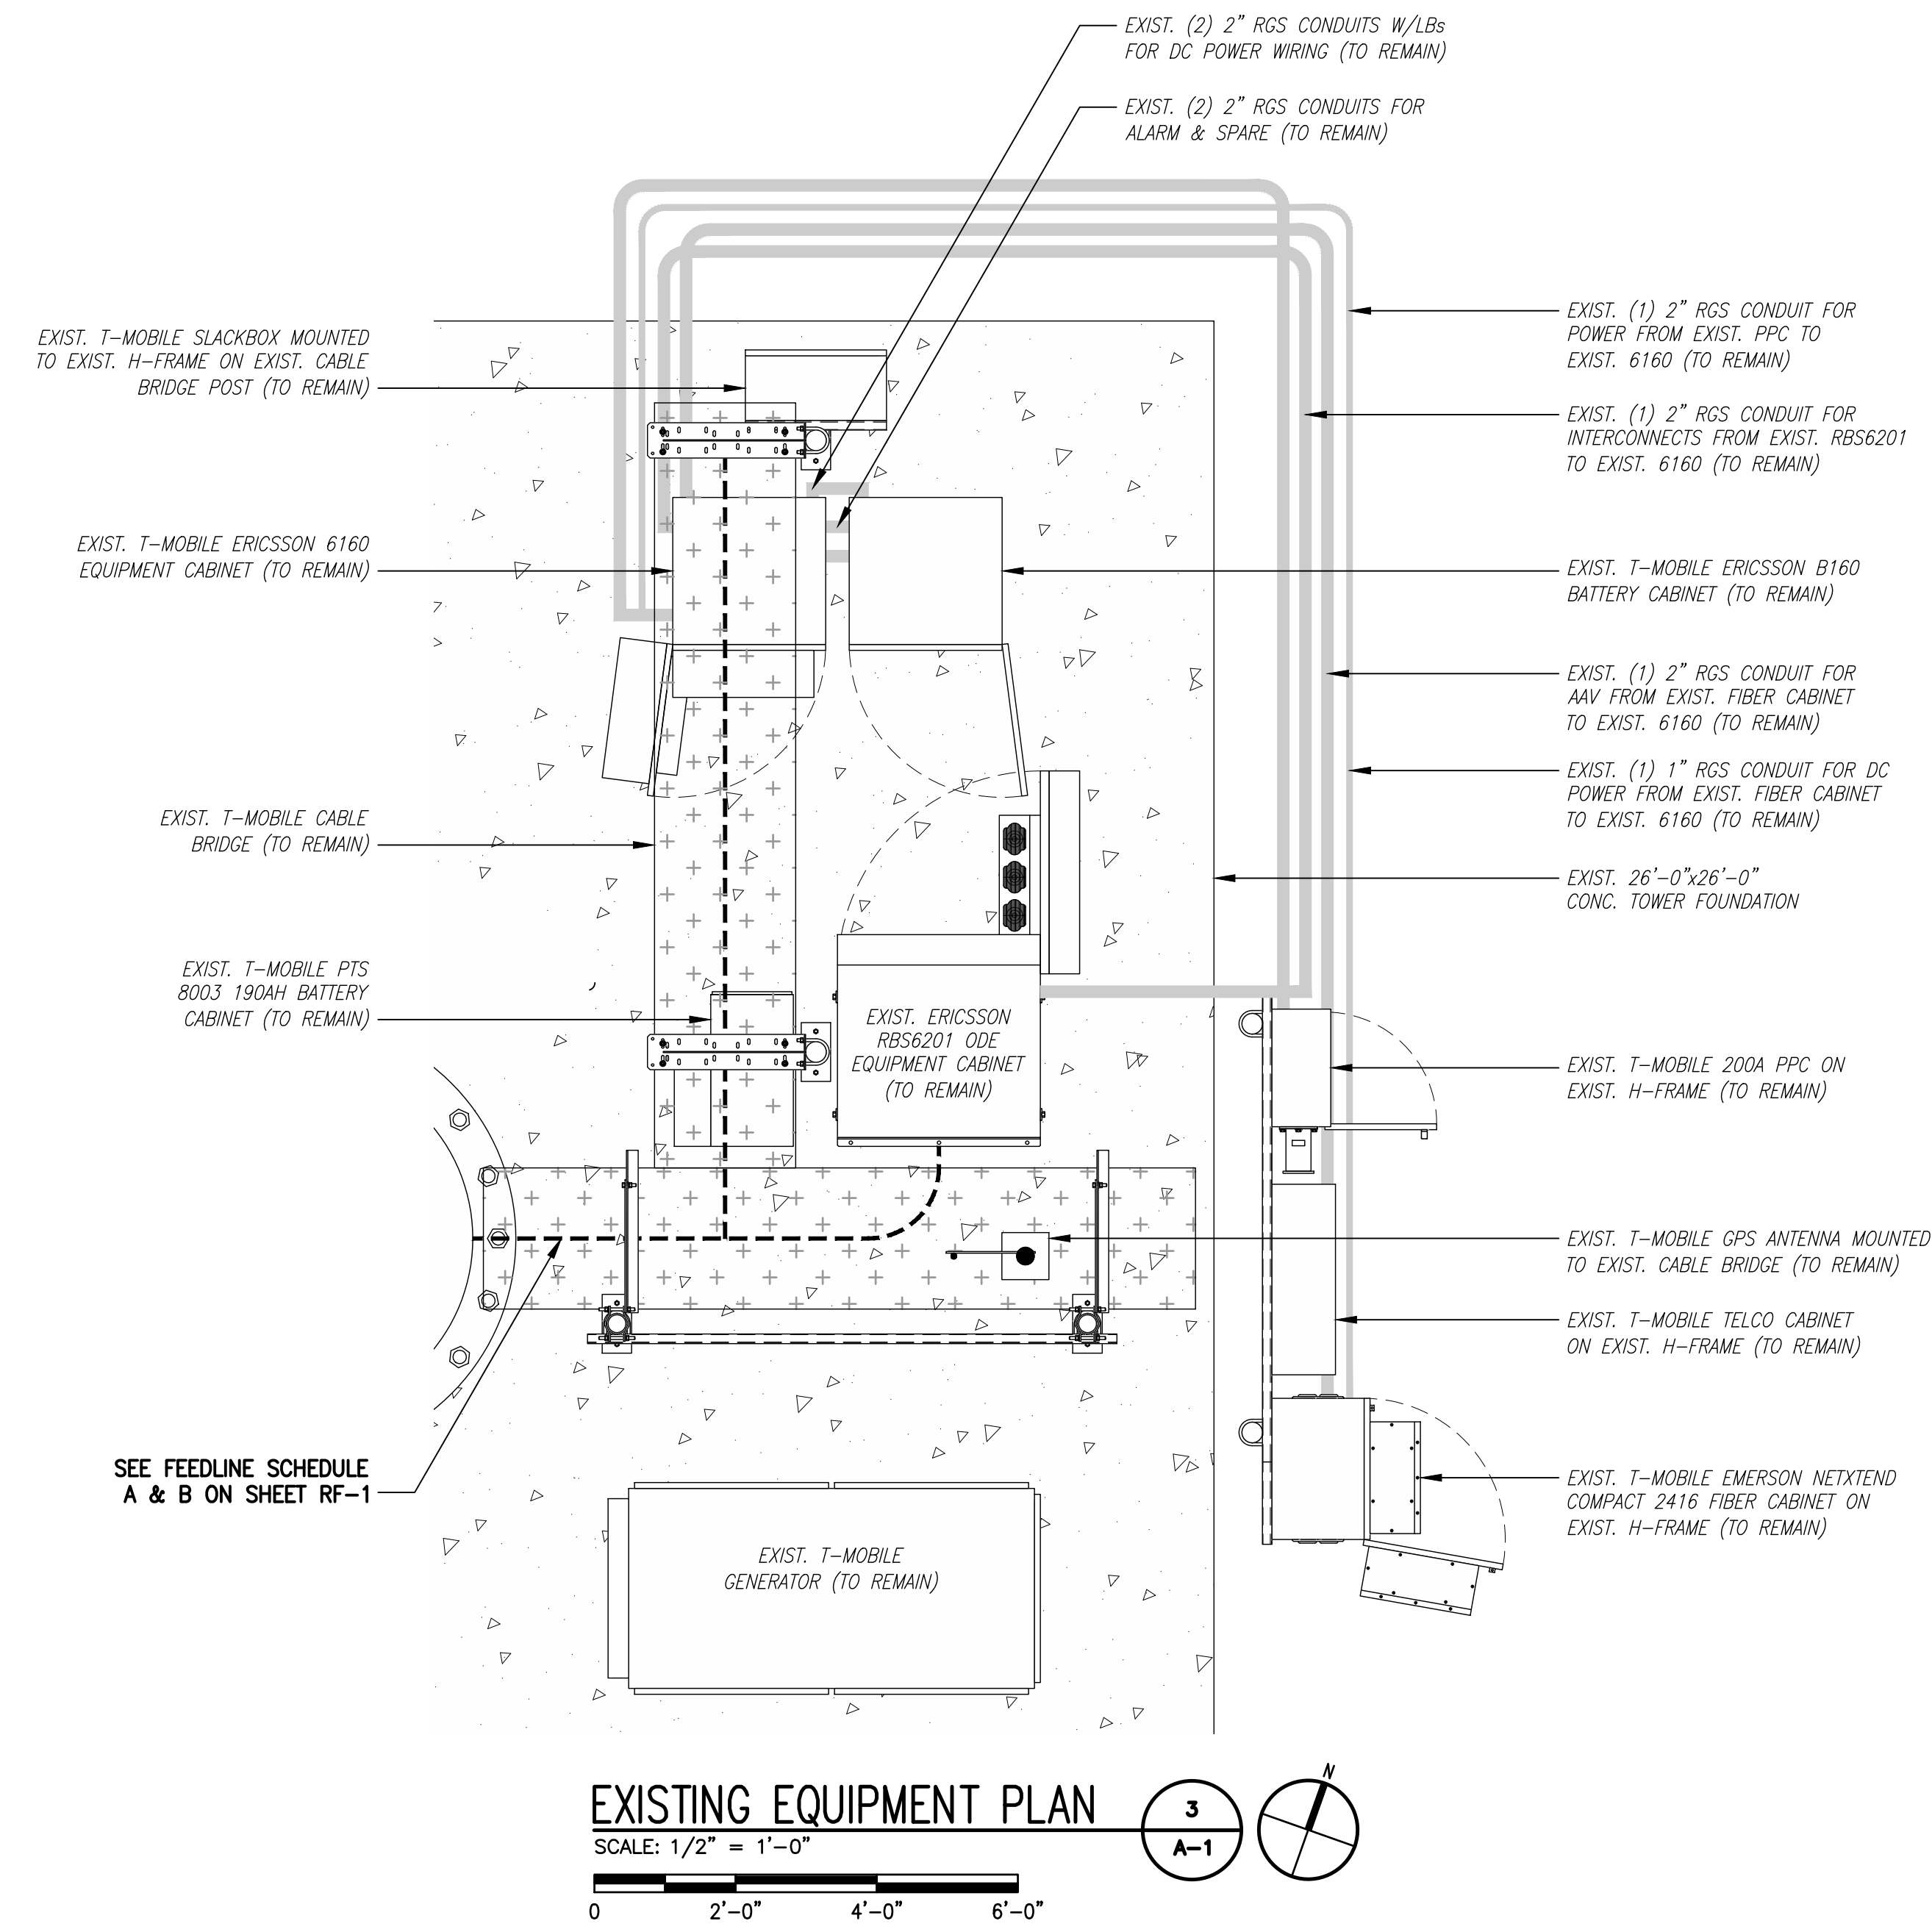 EXIST. (2) 2" RGS CONDUITS W/LBs
FOR DC POWER WIRING (TO REMAIN)
EXIST. (2) 2" RGS CONDUITS FOR
ALARM & SPARE (TO REMAIN)
EXIST. T-MOBILE SLACKBOX MOUNTED
TO EXIST. H-FRAME ON EXIST. CABLE
BRIDGE POST (TO REMAIN)
EXIST. T-MOBILE ERICSSON 6160
EQUIPMENT CABINET (TO REMAIN)
EXIST. T-MOBILE CABLE
BRIDGE (TO REMAIN)
EXIST. T-MOBILE PTS
8003 190AH BATTERY
CABINET (TO REMAIN)
SEE FEEDLINE SCHEDULE
A & B ON SHEET RF-1
EXIST. ERICSSON
RBS6201 ODE
EQUIPMENT CABINET
(TO REMAIN)
EXIST. T-MOBILE
GENERATOR (TO REMAIN)
EXIST. (1) 2" RGS CONDUIT FOR
POWER FROM EXIST. PPC TO
EXIST. 6160 (TO REMAIN)
EXIST. (1) 2" RGS CONDUIT FOR
INTERCONNECTS FROM EXIST. RBS6201
TO EXIST. 6160 (TO REMAIN)
EXIST. T-MOBILE ERICSSON B160
BATTERY CABINET (TO REMAIN)
EXIST. (1) 2" RGS CONDUIT FOR
AAV FROM EXIST. FIBER CABINET
TO EXIST. 6160 (TO REMAIN)
EXIST. (1) 1" RGS CONDUIT FOR DC
POWER FROM EXIST. FIBER CABINET
TO EXIST. 6160 (TO REMAIN)
EXIST. 26'-0"x26'-0"
CONC. TOWER FOUNDATION
EXIST. T-MOBILE 200A PPC ON
EXIST. H-FRAME (TO REMAIN)
EXIST. T-MOBILE GPS ANTENNA MOUNTED
TO EXIST. CABLE BRIDGE (TO REMAIN)
EXIST. T-MOBILE TELCO CABINET
ON EXIST. H-FRAME (TO REMAIN)
EXIST. T-MOBILE EMERSON NETXTEND
COMPACT 2416 FIBER CABINET ON
EXIST. H-FRAME (TO REMAIN)
EXISTING EQUIPMENT PLAN
SCALE: 1/2" = 1'-0"
0 2'-0" 4'-0" 6'-0"
3
A-1
N